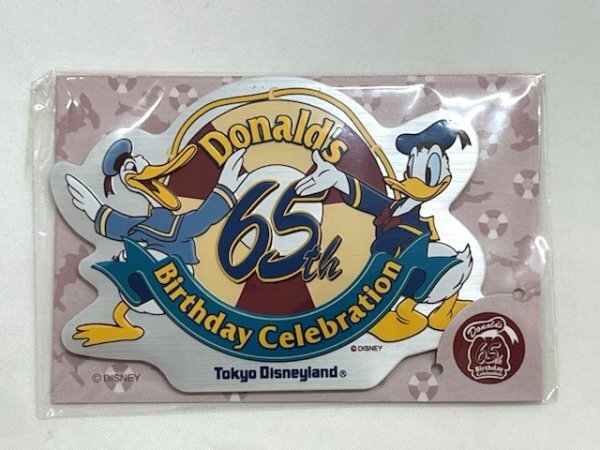 Donald's
65th
Birthday Celebration
©DISNEY
Tokyo Disneyland®
©DISNEY
Donald's
65th
Birthday
Celebration